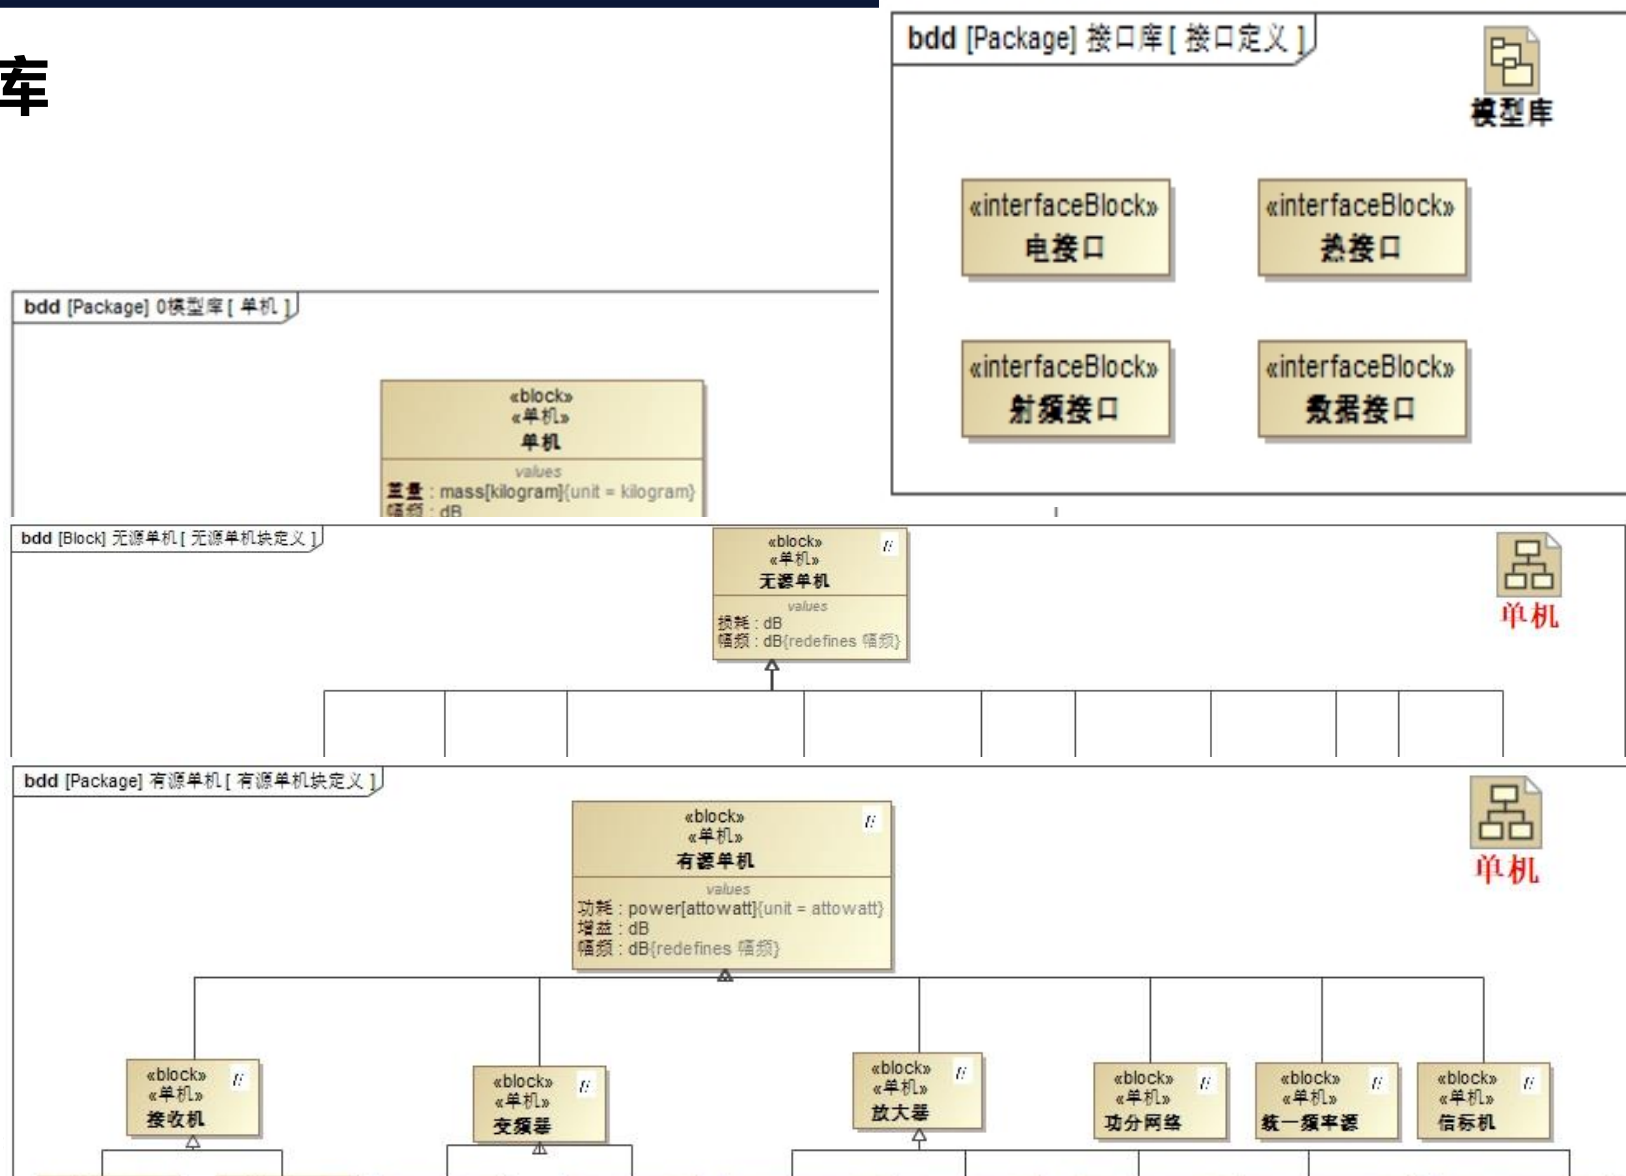 库
bdd [Package] 接口库[ 接口定义 ]
模型库
«interfaceBlock»
电接口
«interfaceBlock»
热接口
«interfaceBlock»
射频接口
«interfaceBlock»
数据接口
bdd [Package] 0模型库[ 单机 ]
«block»
«单机»
单机
values
重量 : mass[kilogram]{unit = kilogram}
幅频 : dB
bdd [Block] 无源单机[ 无源单机块定义 ]
«block»
«单机»
无源单机
values
损耗 : dB
幅频 : dB{redefines 幅频}
单机
bdd [Package] 有源单机[ 有源单机块定义 ]
«block»
«单机»
有源单机
values
功耗 : power[attowatt]{unit = attowatt}
增益 : dB
幅频 : dB{redefines 幅频}
单机
«block»
«单机»
接收机
«block»
«单机»
变频器
«block»
«单机»
放大器
«block»
«单机»
功分网络
«block»
«单机»
统一频率源
«block»
«单机»
信标机